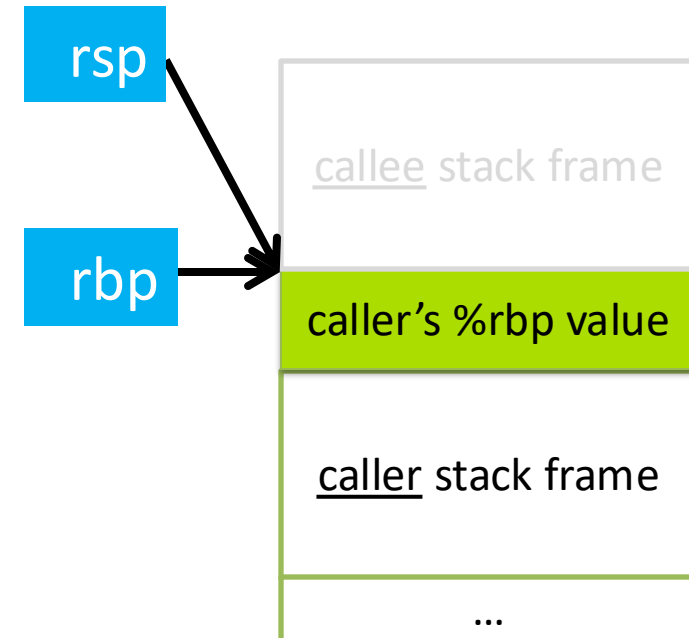 rsp
callee stack frame
rbp
caller’s %rbp value
caller stack frame
...